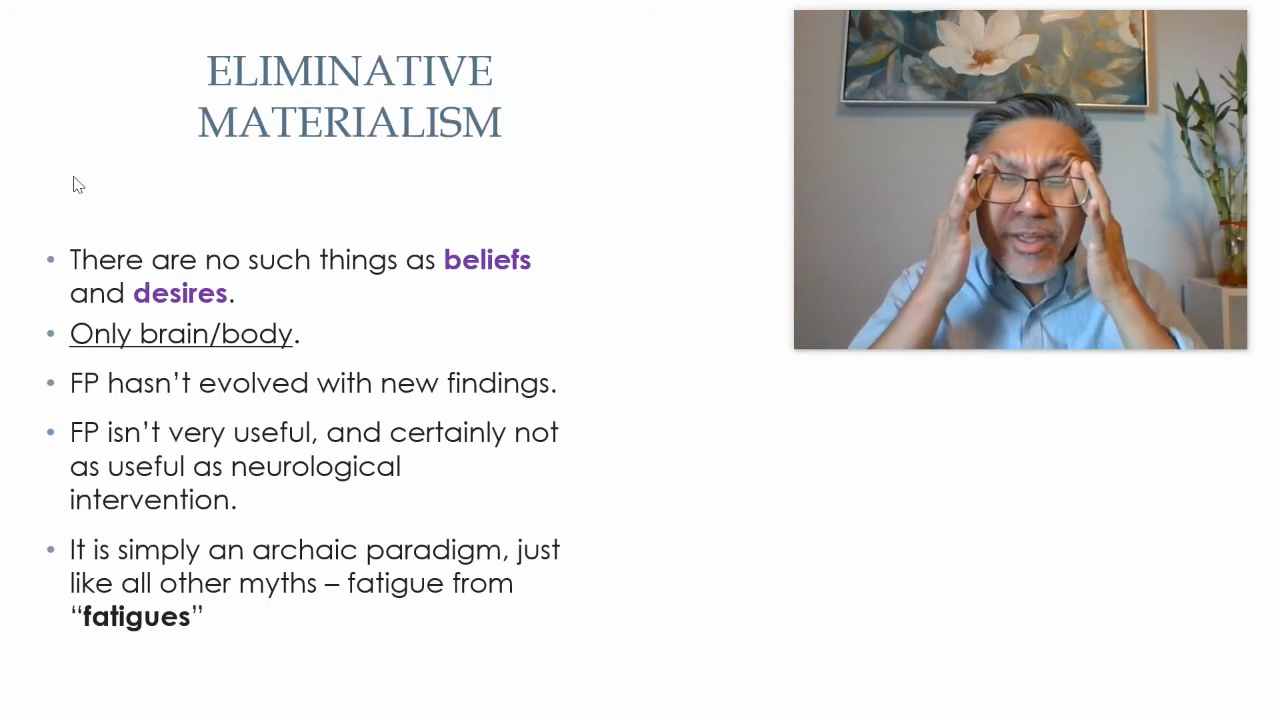 ELIMINATIVE
MATERIALISM
• There are no such things as beliefs
and desires.
• Only brain/body.
• FP hasn’t evolved with new findings.
• FP isn’t very useful, and certainly not
as useful as neurological
intervention.
• It is simply an archaic paradigm, just
like all other myths – fatigue from
“fatigues”